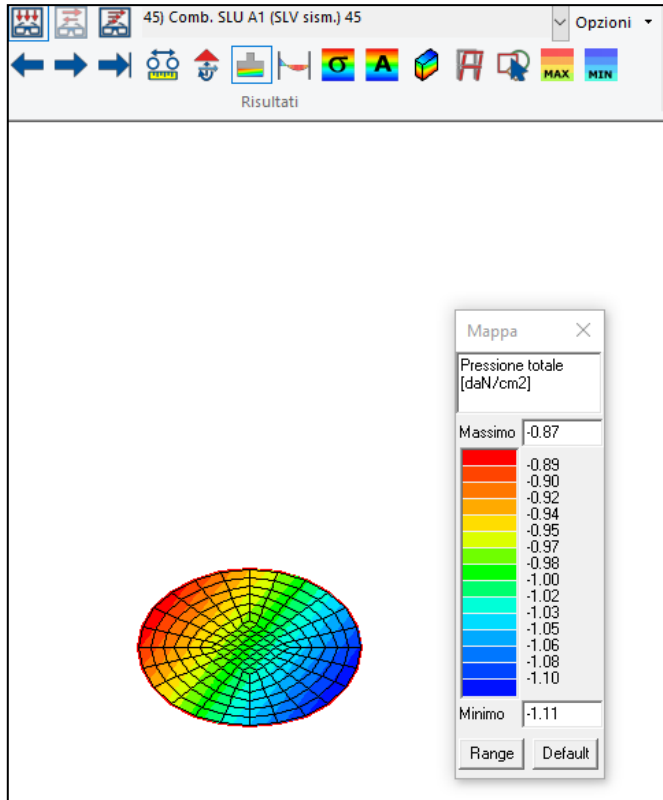 45) Comb. SLU A1 (SLV sism.) 45
Opzioni
σ
A
MAX
MIN
Risultati
Mappa
Pressione totale
[daN/cm2]
Massimo -0.87
-0.89
-0.90
-0.92
-0.94
-0.95
-0.97
-0.98
-1.00
-1.02
-1.03
-1.05
-1.06
-1.08
-1.10
Minimo -1.11
Range Default